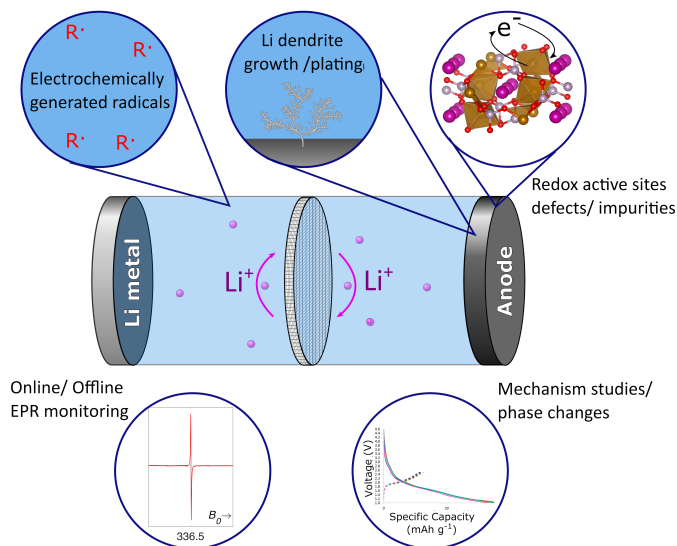 R·
R·
Electrochemically
generated radicals
R·
R·
Li dendrite
growth /plating
e-
Redox active sites
defects/ impurities
Li metal
Li+
Li+
Anode
Online/ Offline
EPR monitoring
B0→
336.5
Mechanism studies/
phase changes
Voltage (V)
Specific Capacity
(mAh g-1)